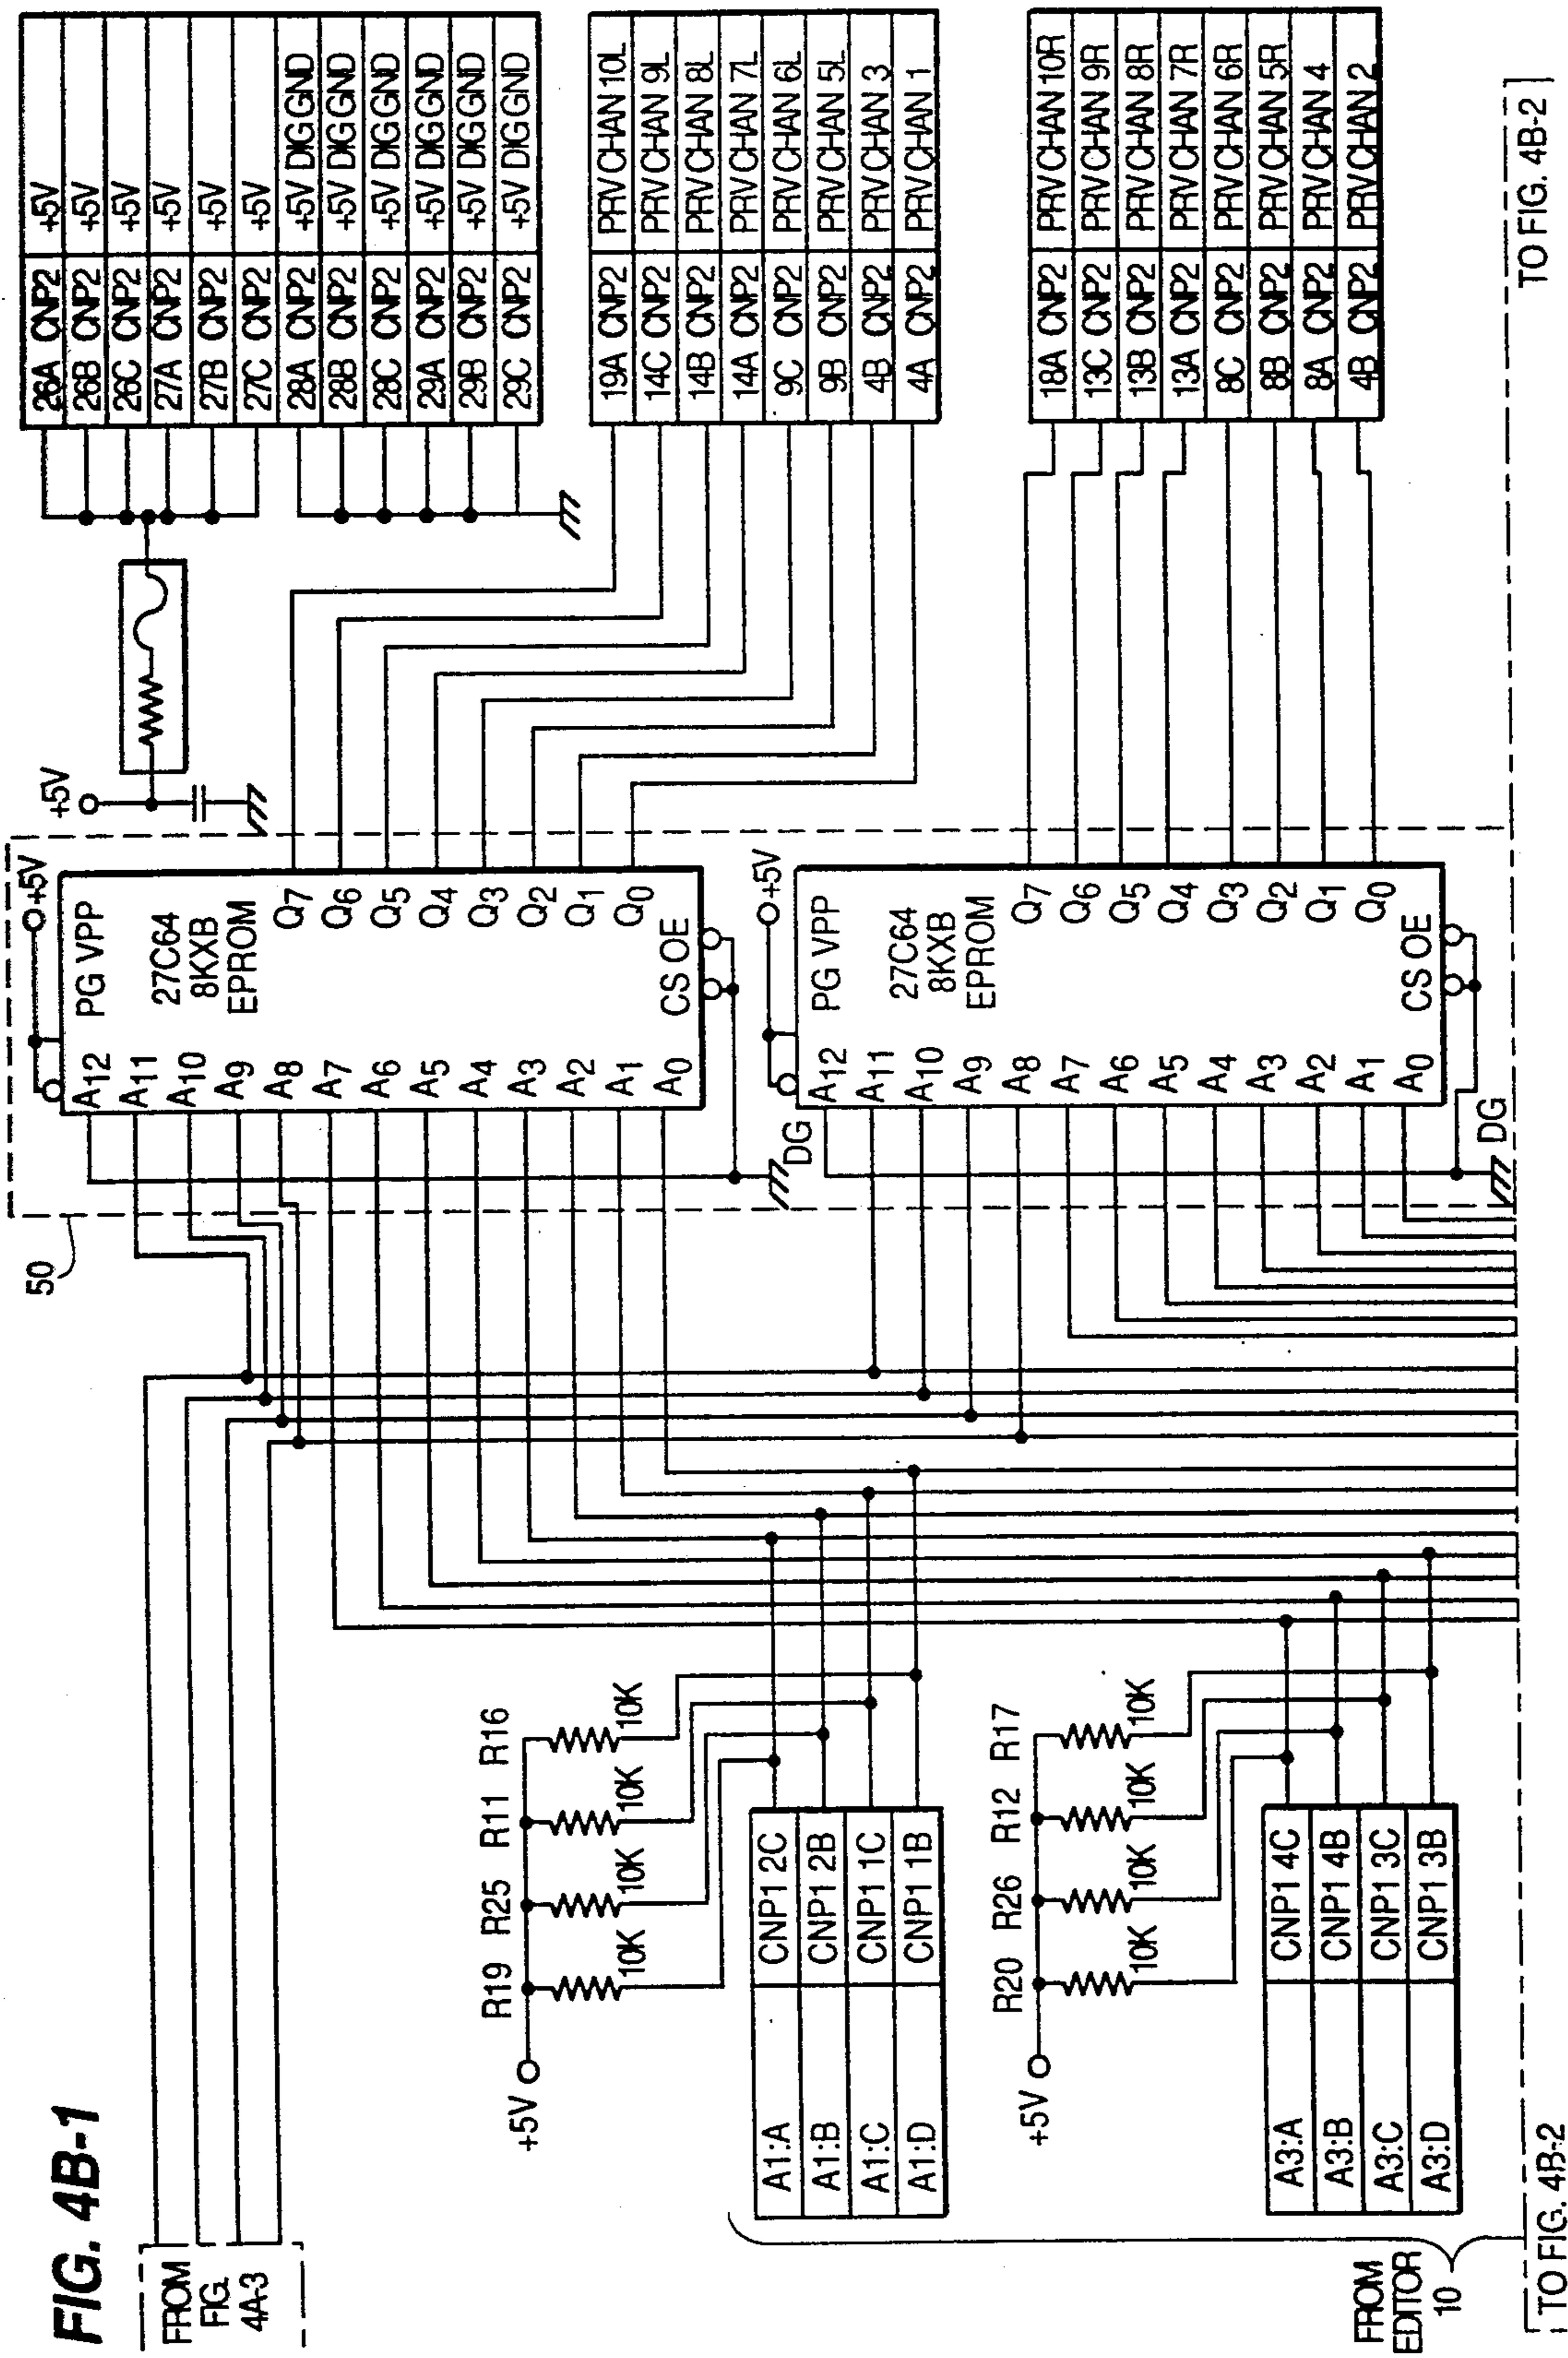 FIG. 4B-1
FROM
FIG.
4A-3
50
+5V
PG VPP
27C64
8KXB
EPROM
A12
A11
A10
A9
A8
A7
A6
A5
A4
A3
A2
A1
A0
Q7
Q6
Q5
Q4
Q3
Q2
Q1
Q0
CS OE
DG
+5V
26A CNP2 +5V
26B CNP2 +5V
26C CNP2 +5V
27A CNP2 +5V
27B CNP2 +5V
27C CNP2 +5V
28A CNP2 +5V DIG GND
28B CNP2 +5V DIG GND
28C CNP2 +5V DIG GND
29A CNP2 +5V DIG GND
29B CNP2 +5V DIG GND
29C CNP2 +5V DIG GND
19A CNP2 PRV CHAN 10L
14C CNP2 PRV CHAN 9L
14B CNP2 PRV CHAN 8L
14A CNP2 PRV CHAN 7L
9C CNP2 PRV CHAN 6L
9B CNP2 PRV CHAN 5L
4B CNP2 PRV CHAN 3
4A CNP2 PRV CHAN 1
+5V
R19 R25 R11 R16
10K 10K 10K 10K
A1:A CNP1 2C
A1:B CNP1 2B
A1:C CNP1 1C
A1:D CNP1 1B
+5V
PG VPP
27C64
8KXB
EPROM
A12
A11
A10
A9
A8
A7
A6
A5
A4
A3
A2
A1
A0
Q7
Q6
Q5
Q4
Q3
Q2
Q1
Q0
CS OE
DG
18A CNP2 PRV CHAN 10R
13C CNP2 PRV CHAN 9R
13B CNP2 PRV CHAN 8R
13A CNP2 PRV CHAN 7R
8C CNP2 PRV CHAN 6R
8B CNP2 PRV CHAN 5R
8A CNP2 PRV CHAN 4
4B CNP2 PRV CHAN 2
+5V
R20 R26 R12 R17
10K 10K 10K 10K
A3:A CNP1 4C
A3:B CNP1 4B
A3:C CNP1 3C
A3:D CNP1 3B
FROM
EDITOR
10
TO FIG. 4B-2
TO FIG. 4B-2